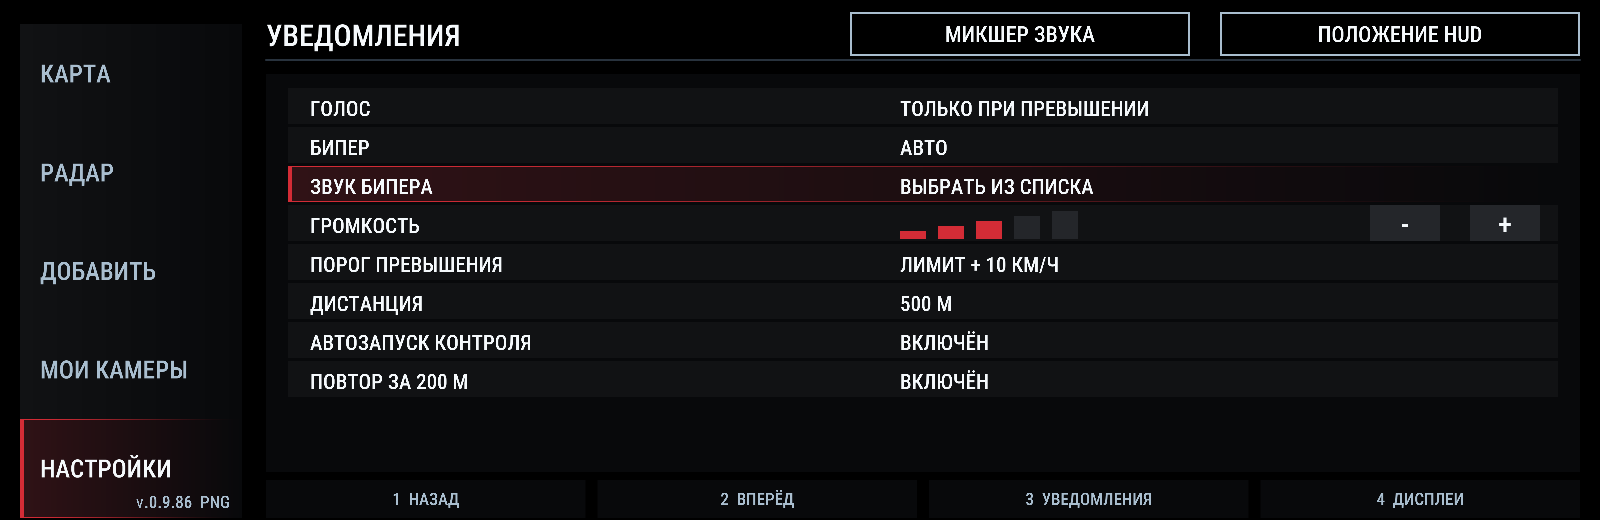 КАРТА
РАДАР
ДОБАВИТЬ
МОИ КАМЕРЫ
НАСТРОЙКИ
v.0.9.86 PNG
УВЕДОМЛЕНИЯ
МИКШЕР ЗВУКА
ПОЛОЖЕНИЕ HUD
ГОЛОС ТОЛЬКО ПРИ ПРЕВЫШЕНИИ
БИПЕР АВТО
ЗВУК БИПЕРА ВЫБРАТЬ ИЗ СПИСКА
ГРОМКОСТЬ - +
ПОРОГ ПРЕВЫШЕНИЯ ЛИМИТ + 10 КМ/Ч
ДИСТАНЦИЯ 500 М
АВТОЗАПУСК КОНТРОЛЯ ВКЛЮЧЁН
ПОВТОР ЗА 200 М ВКЛЮЧЁН
1 НАЗАД
2 ВПЕРЁД
3 УВЕДОМЛЕНИЯ
4 ДИСПЛЕИ